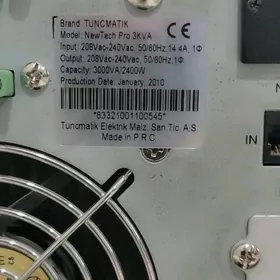 Brand: TUNCMATIK
Model: NewTech Pro 3KVA
Input: 208Vac-240Vac, 50/60Hz, 14.4A, 1Φ
Output: 208Vac-240Vac, 50/60Hz, 1Φ
Capacity: 3000VA/2400W
Production Date: January, 2010
CE
*83321001100545*
Tuncmatik Elektrik Malz. San.Tic. A.S.
Made in P.R.C
IN